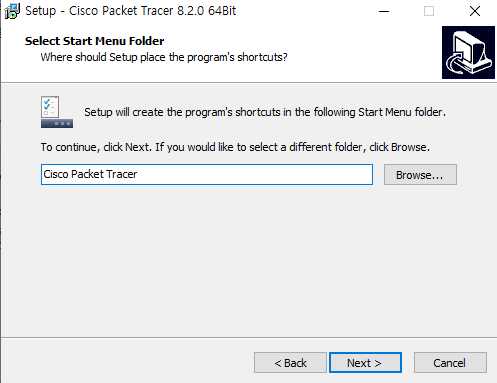 Setup - Cisco Packet Tracer 8.2.0 64Bit
Select Start Menu Folder
Where should Setup place the program's shortcuts?
Setup will create the program's shortcuts in the following Start Menu folder.
To continue, click Next. If you would like to select a different folder, click Browse.
Cisco Packet Tracer
Browse...
< Back
Next >
Cancel